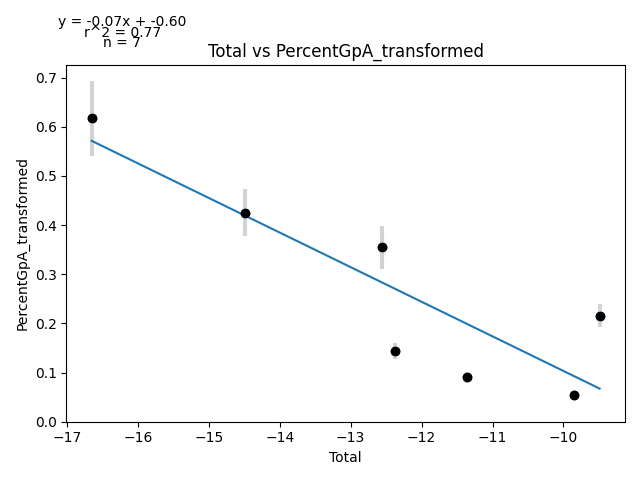 y = -0.07x + -0.60
r^2 = 0.77
n = 7
Total vs PercentGpA_transformed
PercentGpA_transformed
0.7
0.6
0.5
0.4
0.3
0.2
0.1
0.0
−17 −16 −15 −14 −13 −12 −11 −10
Total